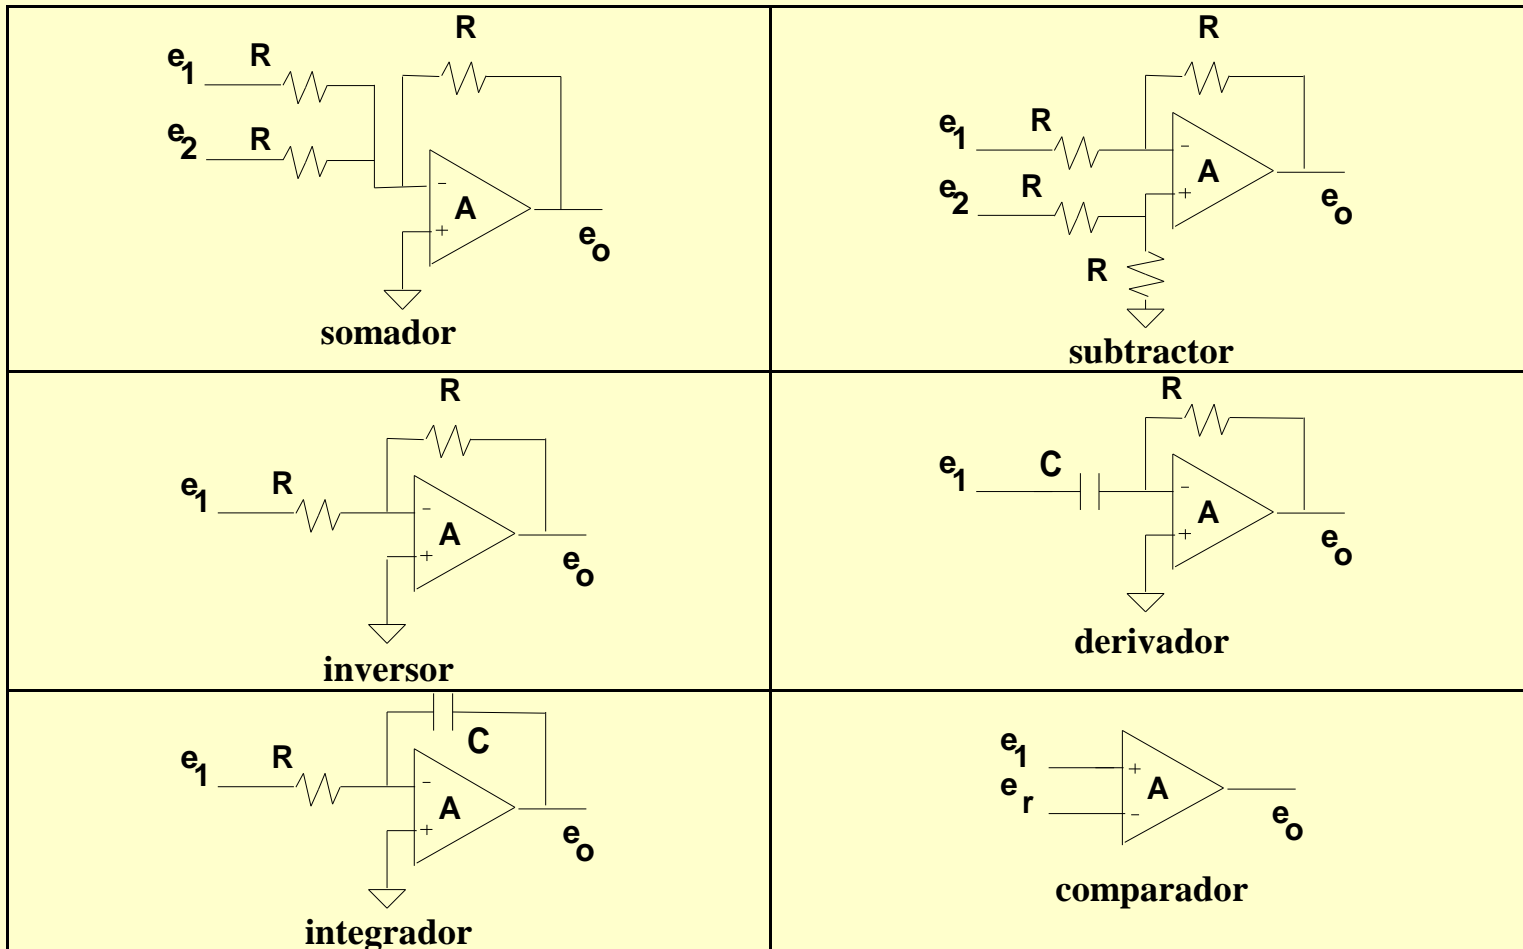 R
e1 R
e2 R
- A +
eo
somador
R
e1 R
e2 R
- A +
R
eo
subtractor
R
e1 R
- A +
eo
inversor
R
e1 C
- A +
eo
derivador
C
e1 R
- A +
eo
integrador
e1
er
+ A -
eo
comparador